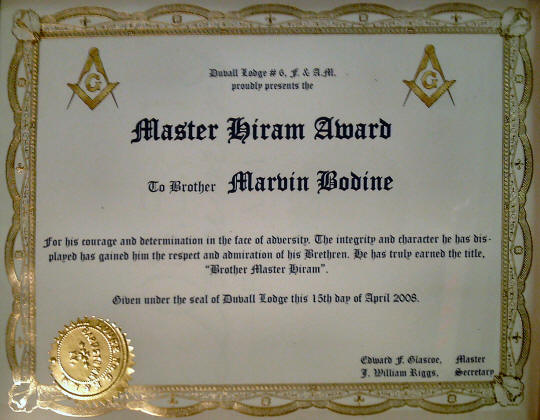 Duvall Lodge # 6, F. & A.M.
proudly presents the
G
G
Master Hiram Award
To Brother Marvin Bodine
For his courage and determination in the face of adversity. The integrity and character he has dis-
played has gained him the respect and admiration of his Brethren. He has truly earned the title,
"Brother Master Hiram".
Given under the seal of Duvall Lodge this 15th day of April 2008.
Edward F. Glascoe, Master
J. William Riggs, Secretary